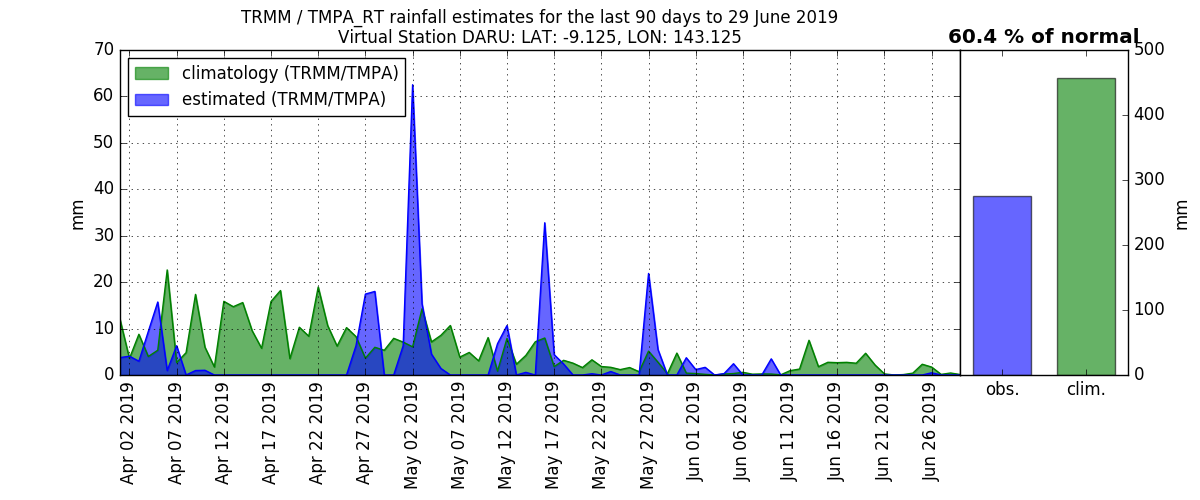 TRMM / TMPA_RT rainfall estimates for the last 90 days to 29 June 2019
Virtual Station DARU: LAT: -9.125, LON: 143.125
60.4 % of normal
climatology (TRMM/TMPA)
estimated (TRMM/TMPA)
70
60
50
40
30
20
10
0
mm
Apr 02 2019
Apr 07 2019
Apr 12 2019
Apr 17 2019
Apr 22 2019
Apr 27 2019
May 02 2019
May 07 2019
May 12 2019
May 17 2019
May 22 2019
May 27 2019
Jun 01 2019
Jun 06 2019
Jun 11 2019
Jun 16 2019
Jun 21 2019
Jun 26 2019
obs.
clim.
500
400
300
200
100
0
mm